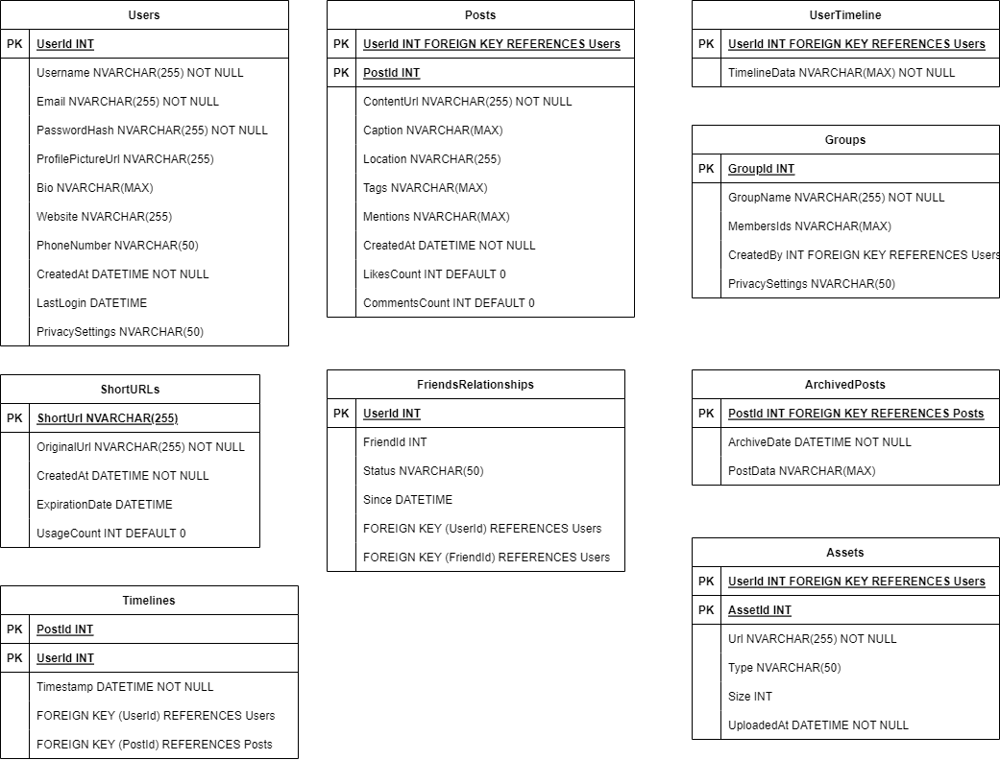 Users
PK UserId INT
Username NVARCHAR(255) NOT NULL
Email NVARCHAR(255) NOT NULL
PasswordHash NVARCHAR(255) NOT NULL
ProfilePictureUrl NVARCHAR(255)
Bio NVARCHAR(MAX)
Website NVARCHAR(255)
PhoneNumber NVARCHAR(50)
CreatedAt DATETIME NOT NULL
LastLogin DATETIME
PrivacySettings NVARCHAR(50)
Posts
PK UserId INT FOREIGN KEY REFERENCES Users
PK PostId INT
ContentUrl NVARCHAR(255) NOT NULL
Caption NVARCHAR(MAX)
Location NVARCHAR(255)
Tags NVARCHAR(MAX)
Mentions NVARCHAR(MAX)
CreatedAt DATETIME NOT NULL
LikesCount INT DEFAULT 0
CommentsCount INT DEFAULT 0
UserTimeline
PK UserId INT FOREIGN KEY REFERENCES Users
TimelineData NVARCHAR(MAX) NOT NULL
Groups
PK GroupId INT
GroupName NVARCHAR(255) NOT NULL
MembersIds NVARCHAR(MAX)
CreatedBy INT FOREIGN KEY REFERENCES Users
PrivacySettings NVARCHAR(50)
ShortURLs
PK ShortUrl NVARCHAR(255)
OriginalUrl NVARCHAR(255) NOT NULL
CreatedAt DATETIME NOT NULL
ExpirationDate DATETIME
UsageCount INT DEFAULT 0
FriendsRelationships
PK UserId INT
FriendId INT
Status NVARCHAR(50)
Since DATETIME
FOREIGN KEY (UserId) REFERENCES Users
FOREIGN KEY (FriendId) REFERENCES Users
ArchivedPosts
PK PostId INT FOREIGN KEY REFERENCES Posts
ArchiveDate DATETIME NOT NULL
PostData NVARCHAR(MAX)
Timelines
PK PostId INT
PK UserId INT
Timestamp DATETIME NOT NULL
FOREIGN KEY (UserId) REFERENCES Users
FOREIGN KEY (PostId) REFERENCES Posts
Assets
PK UserId INT FOREIGN KEY REFERENCES Users
PK AssetId INT
Url NVARCHAR(255) NOT NULL
Type NVARCHAR(50)
Size INT
UploadedAt DATETIME NOT NULL